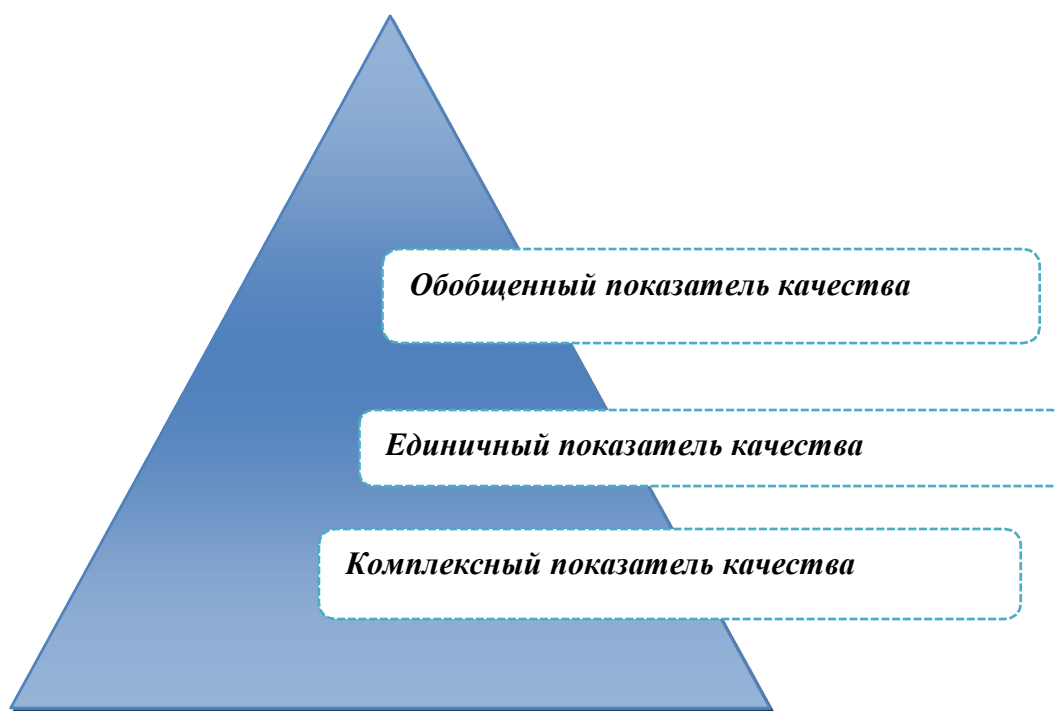 Обобщенный показатель качества
Единичный показатель качества
Комплексный показатель качества